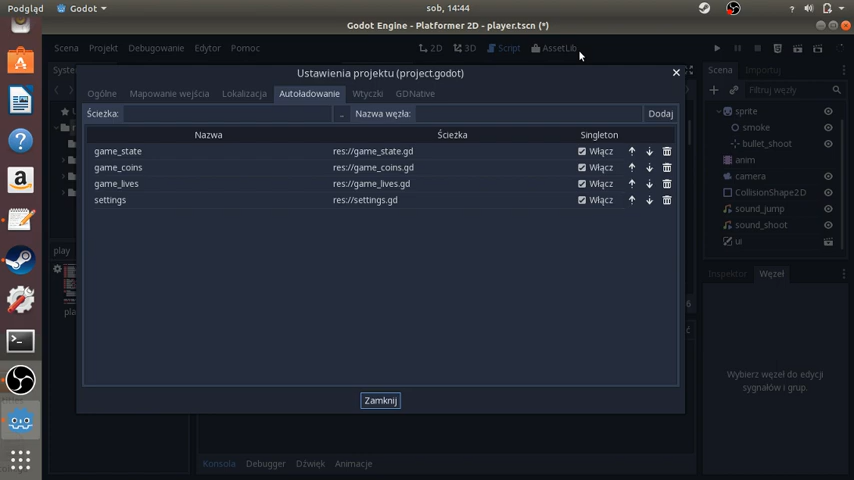 Podgląd Godot Engine sob, 14:44
Godot Engine - Platformer 2D - player.tscn (*)
Scena Projekt Debugowanie Edytor Pomoc 2D 3D Script AssetLib
Ustawienia projektu (project.godot)
Ogólne Mapowanie wejścia Lokalizacja Autoładowanie Wtyczki GDNative
Ścieżka: .. Nazwa węzła: Dodaj
Nazwa Ścieżka Singleton
game_state res://game_state.gd Włącz
game_coins res://game_coins.gd Włącz
game_lives res://game_lives.gd Włącz
settings res://settings.gd Włącz
Zamknij
Scena Importuj
Filtruj węzły
sprite
smoke
bullet_shoot
anim
camera
CollisionShape2D
sound_jump
sound_shoot
ui
Inspektor Węzeł
Wybierz węzeł do edycji
sygnałów i grup.
play
Konsola Debugger Dźwięk Animacje